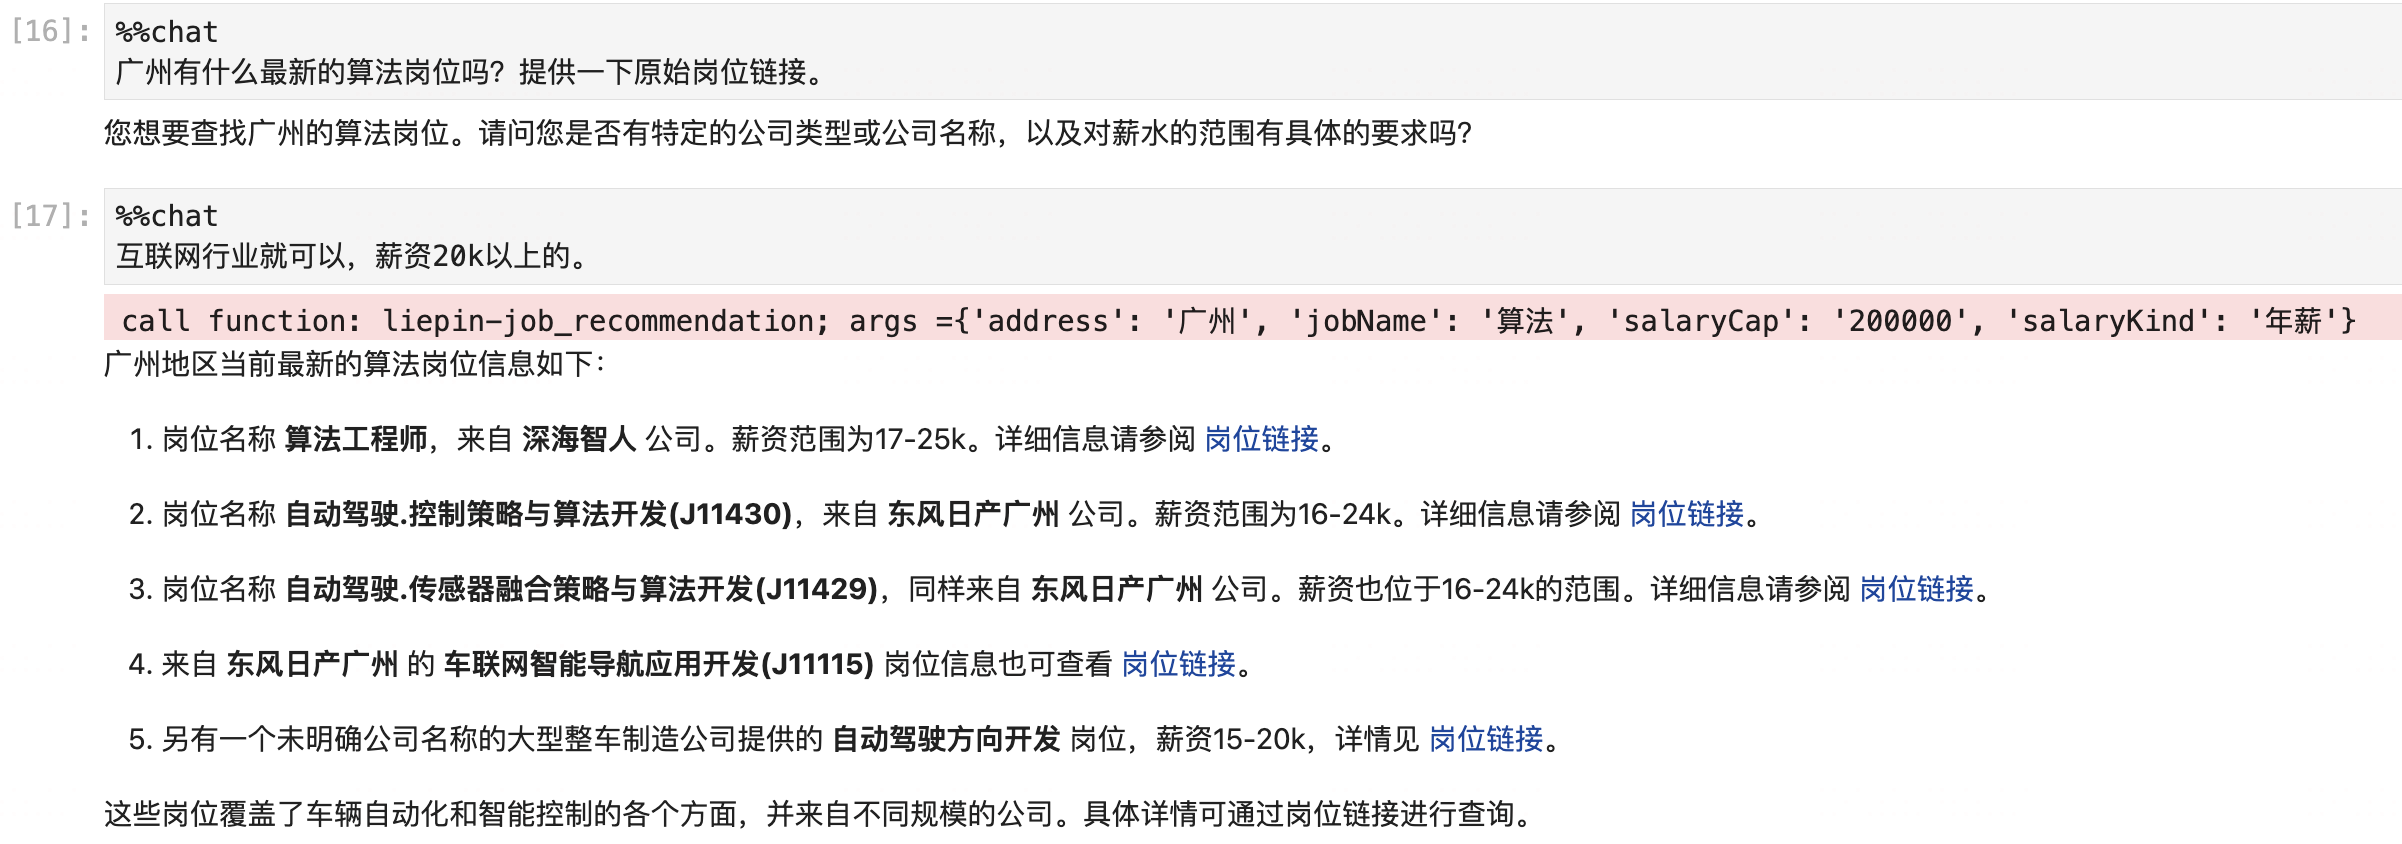 [16]: %%chat
广州有什么最新的算法岗位吗？提供一下原始岗位链接。
您想要查找广州的算法岗位。请问您是否有特定的公司类型或公司名称，以及对薪水的范围有具体的要求吗？
[17]: %%chat
互联网行业就可以，薪资20k以上的。
call function: liepin-job_recommendation; args ={'address': '广州', 'jobName': '算法', 'salaryCap': '200000', 'salaryKind': '年薪'}
广州地区当前最新的算法岗位信息如下：
1. 岗位名称 算法工程师，来自 深海智人 公司。薪资范围为17-25k。详细信息请参阅 岗位链接。
2. 岗位名称 自动驾驶.控制策略与算法开发(J11430)，来自 东风日产广州 公司。薪资范围为16-24k。详细信息请参阅 岗位链接。
3. 岗位名称 自动驾驶.传感器融合策略与算法开发(J11429)，同样来自 东风日产广州 公司。薪资也位于16-24k的范围。详细信息请参阅 岗位链接。
4. 来自 东风日产广州 的 车联网智能导航应用开发(J11115) 岗位信息也可查看 岗位链接。
5. 另有一个未明确公司名称的大型整车制造公司提供的 自动驾驶方向开发 岗位，薪资15-20k，详情见 岗位链接。
这些岗位覆盖了车辆自动化和智能控制的各个方面，并来自不同规模的公司。具体详情可通过岗位链接进行查询。